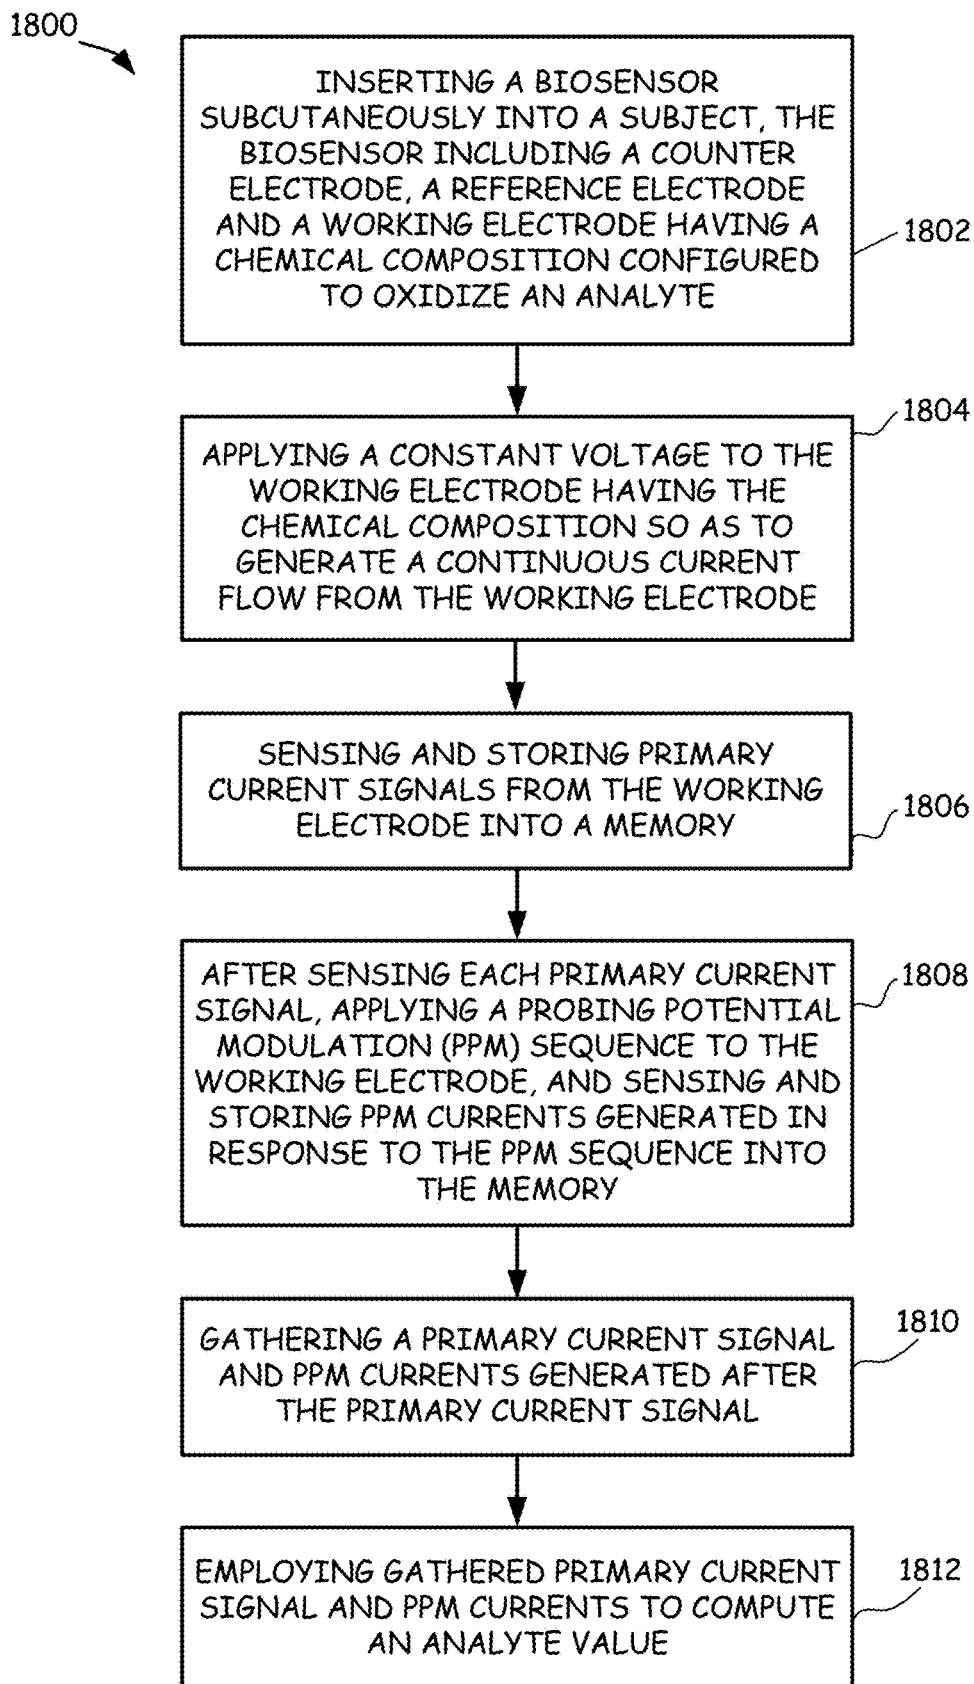 1800
INSERTING A BIOSENSOR
SUBCUTANEOUSLY INTO A SUBJECT, THE
BIOSENSOR INCLUDING A COUNTER
ELECTRODE, A REFERENCE ELECTRODE
AND A WORKING ELECTRODE HAVING A
CHEMICAL COMPOSITION CONFIGURED
TO OXIDIZE AN ANALYTE
1802
1804
APPLYING A CONSTANT VOLTAGE TO THE
WORKING ELECTRODE HAVING THE
CHEMICAL COMPOSITION SO AS TO
GENERATE A CONTINUOUS CURRENT
FLOW FROM THE WORKING ELECTRODE
SENSING AND STORING PRIMARY
CURRENT SIGNALS FROM THE WORKING
ELECTRODE INTO A MEMORY
1806
AFTER SENSING EACH PRIMARY CURRENT
SIGNAL, APPLYING A PROBING POTENTIAL
MODULATION (PPM) SEQUENCE TO THE
WORKING ELECTRODE, AND SENSING AND
STORING PPM CURRENTS GENERATED IN
RESPONSE TO THE PPM SEQUENCE INTO
THE MEMORY
1808
GATHERING A PRIMARY CURRENT SIGNAL
AND PPM CURRENTS GENERATED AFTER
THE PRIMARY CURRENT SIGNAL
1810
EMPLOYING GATHERED PRIMARY CURRENT
SIGNAL AND PPM CURRENTS TO COMPUTE
AN ANALYTE VALUE
1812